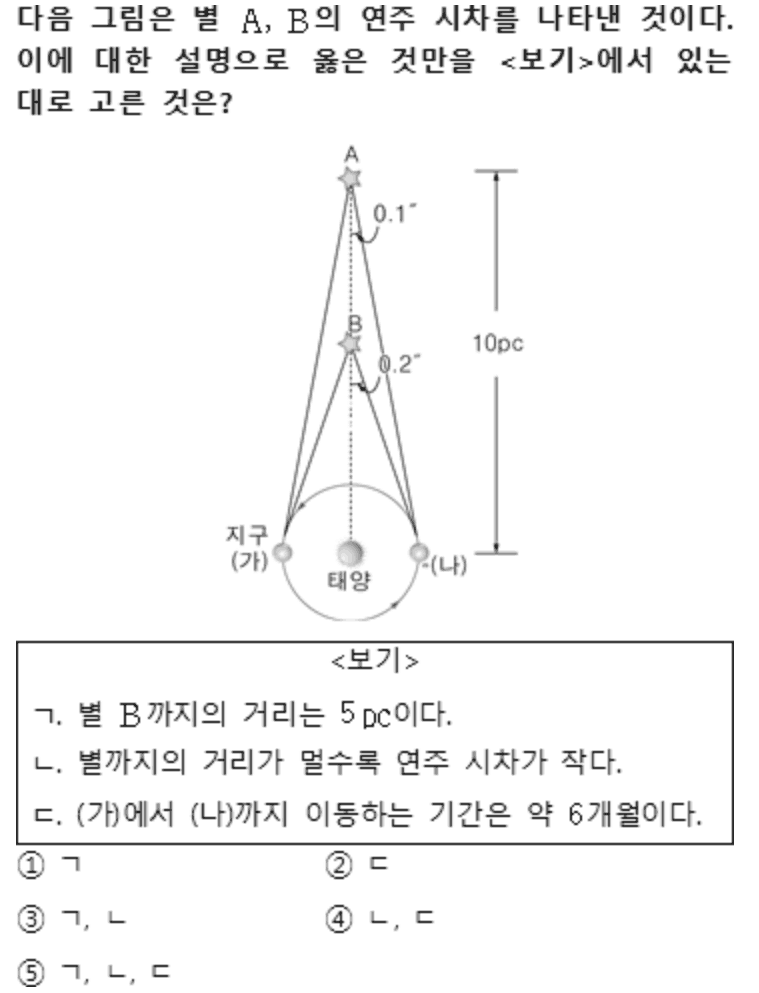 다음 그림은 별 A, B의 연주 시차를 나타낸 것이다.
이에 대한 설명으로 옳은 것만을 <보기>에서 있는
대로 고른 것은?
A
0.1″
B
10pc
0.2″
지구
(가)
태양
(나)
<보기>
ㄱ. 별 B까지의 거리는 5pc이다.
ㄴ. 별까지의 거리가 멀수록 연주 시차가 작다.
ㄷ. (가)에서 (나)까지 이동하는 기간은 약 6개월이다.
① ㄱ ② ㄷ
③ ㄱ, ㄴ ④ ㄴ, ㄷ
⑤ ㄱ, ㄴ, ㄷ